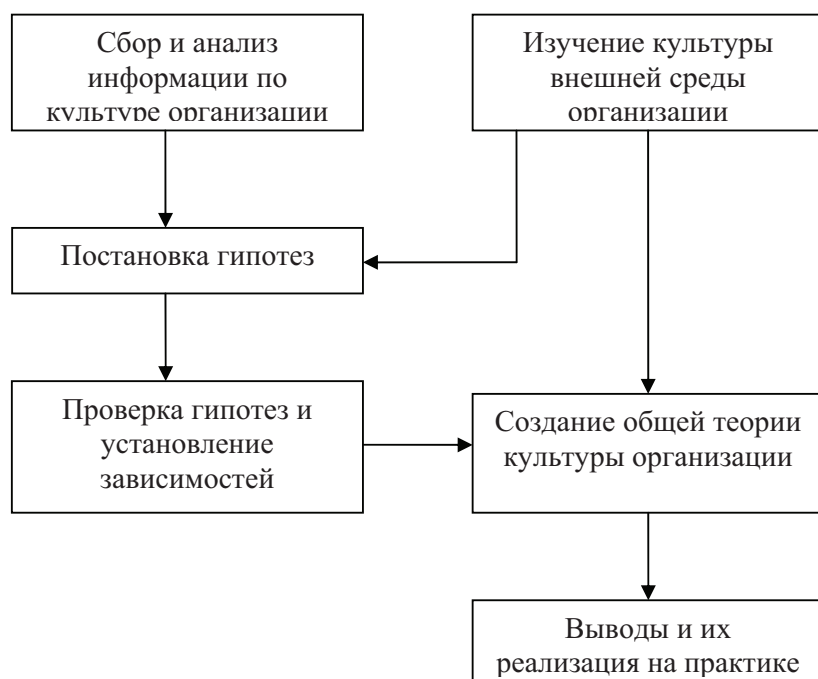 Сбор и анализ
информации по
культуре организации
Изучение культуры
внешней среды
организации
Постановка гипотез
Проверка гипотез и
установление
зависимостей
Создание общей теории
культуры организации
Выводы и их
реализация на практике